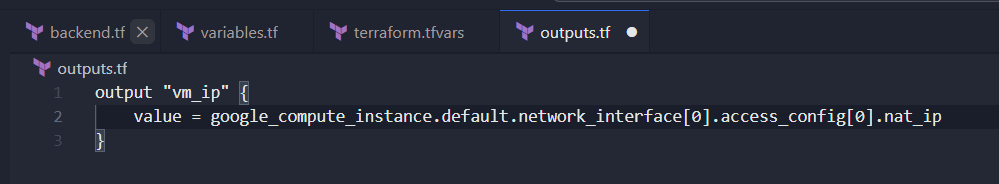 backend.tf variables.tf terraform.tfvars outputs.tf
outputs.tf
1 output "vm_ip" {
2 value = google_compute_instance.default.network_interface[0].access_config[0].nat_ip
3 }